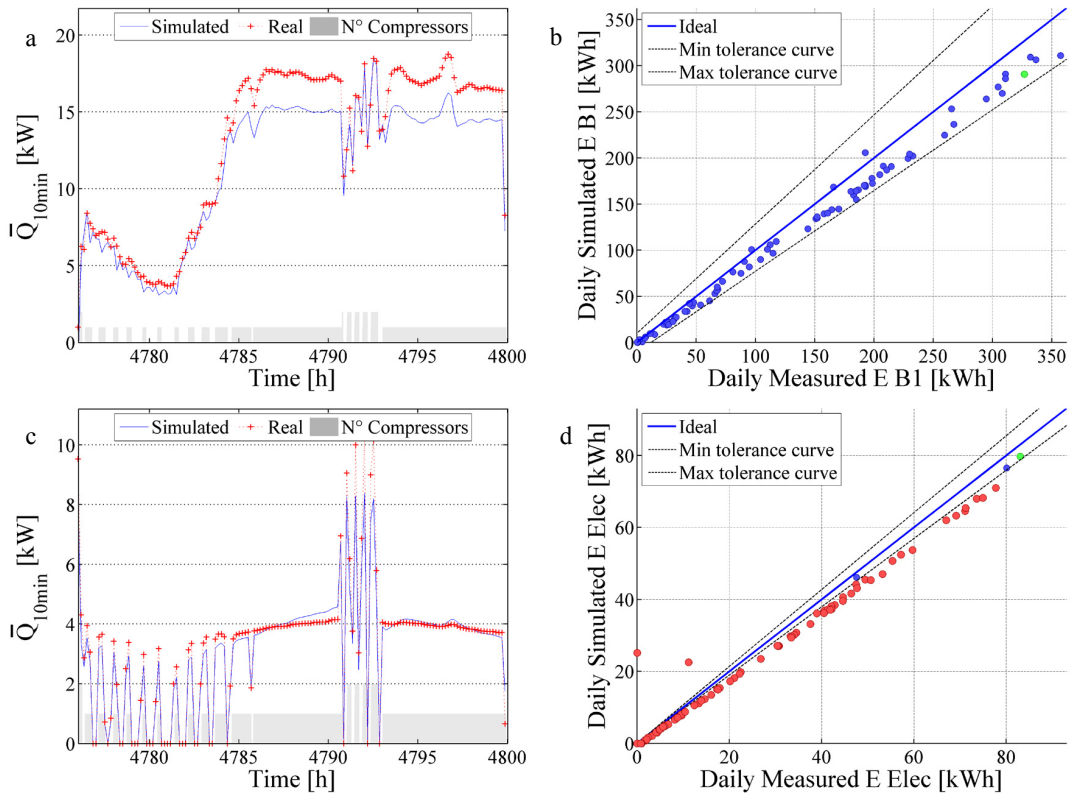 a
Simulated
Real
N° Compressors
20
15
10
5
0
Q̅10min [kW]
4780
4785
4790
4795
4800
Time [h]
b
Ideal
Min tolerance curve
Max tolerance curve
350
300
250
200
150
100
50
0
Daily Simulated E B1 [kWh]
0
50
100
150
200
250
300
350
Daily Measured E B1 [kWh]
c
Simulated
Real
N° Compressors
10
8
6
4
2
0
Q̅10min [kW]
4780
4785
4790
4795
4800
Time [h]
d
Ideal
Min tolerance curve
Max tolerance curve
80
60
40
20
0
Daily Simulated E Elec [kWh]
0
20
40
60
80
Daily Measured E Elec [kWh]